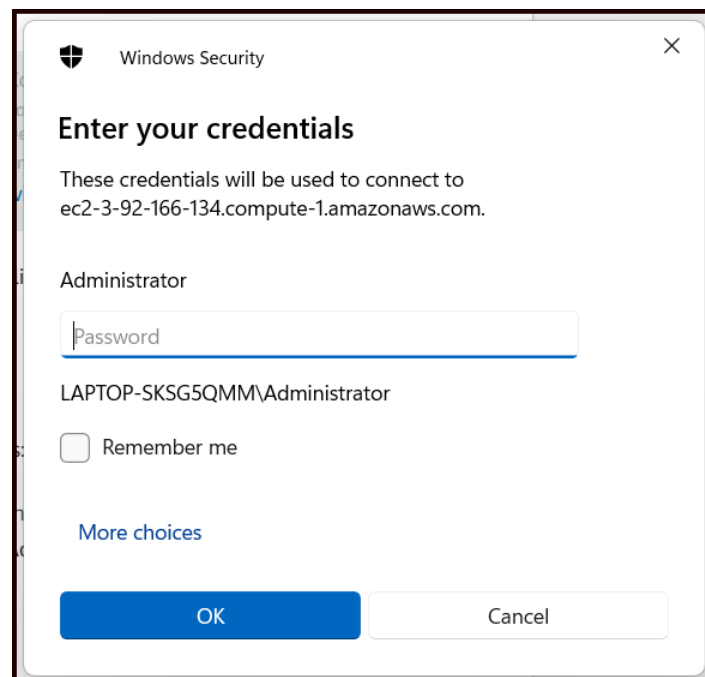 Windows Security
Enter your credentials
These credentials will be used to connect to
ec2-3-92-166-134.compute-1.amazonaws.com.
Administrator
Password
LAPTOP-SKSG5QMM\Administrator
Remember me
More choices
OK
Cancel